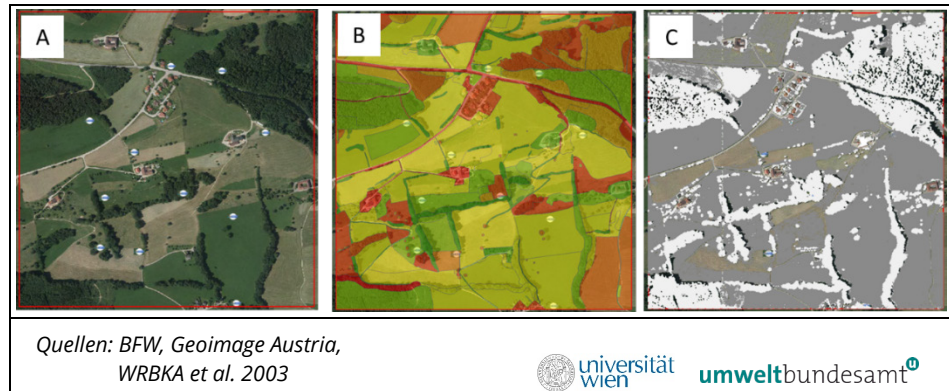 A
B
C
Quellen: BFW, Geoimage Austria,
WRBKA et al. 2003
universität
wien
umweltbundesamt
u